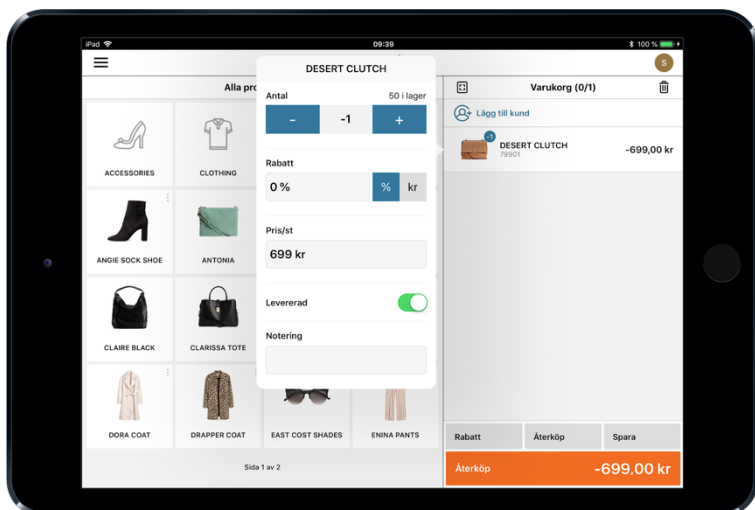 iPad
09:39
100 %
DESERT CLUTCH
Antal
50 i lager
-
-1
+
Rabatt
0 %
%
kr
Pris/st
699 kr
Levererad
Notering
Alla pro
ACCESSORIES
CLOTHING
ANGIE SOCK SHOE
ANTONIA
CLAIRE BLACK
CLARISSA TOTE
DORA COAT
DRAPPER COAT
EAST COST SHADES
ENINA PANTS
Sida 1 av 2
S
Varukorg (0/1)
Lägg till kund
-1
DESERT CLUTCH
79901
-699,00 kr
Rabatt
Återköp
Spara
Återköp
-699,00 kr